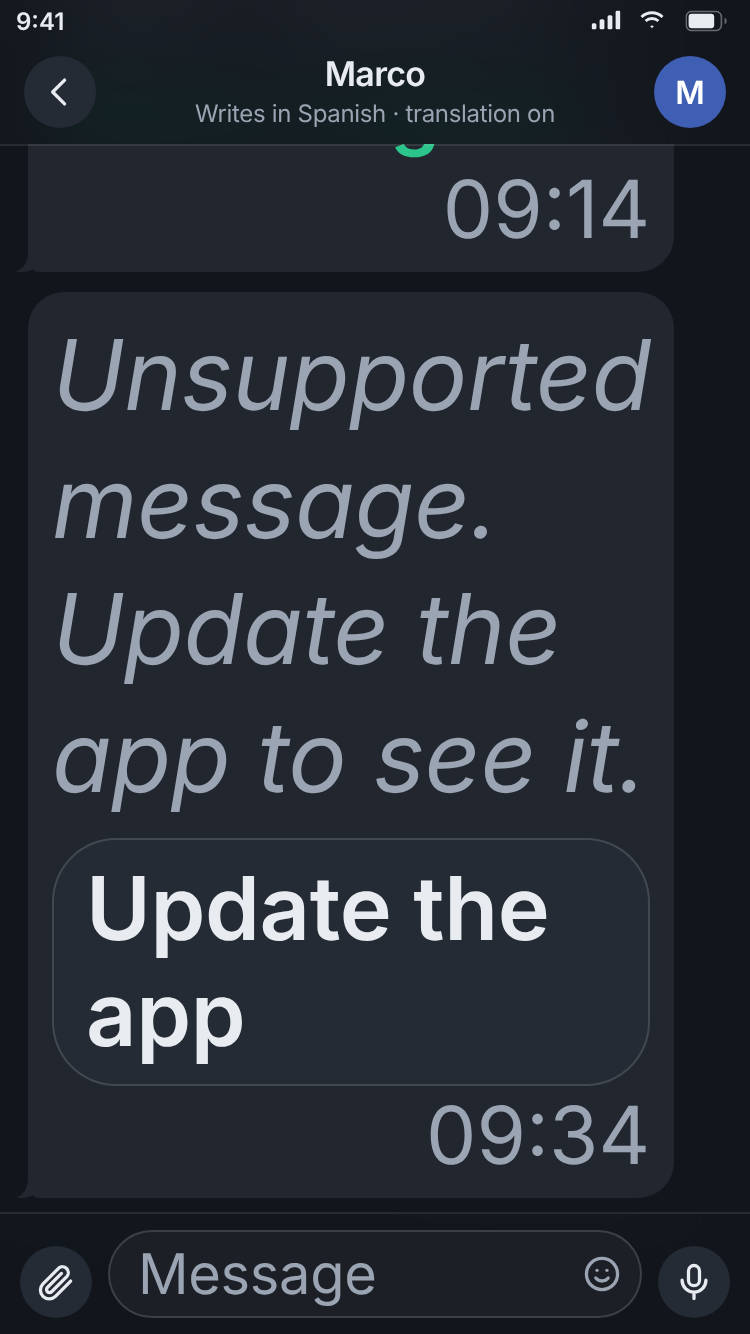 9:41
Marco
Writes in Spanish · translation on
M
09:14
Unsupported
message.
Update the
app to see it.
Update the
app
09:34
Message